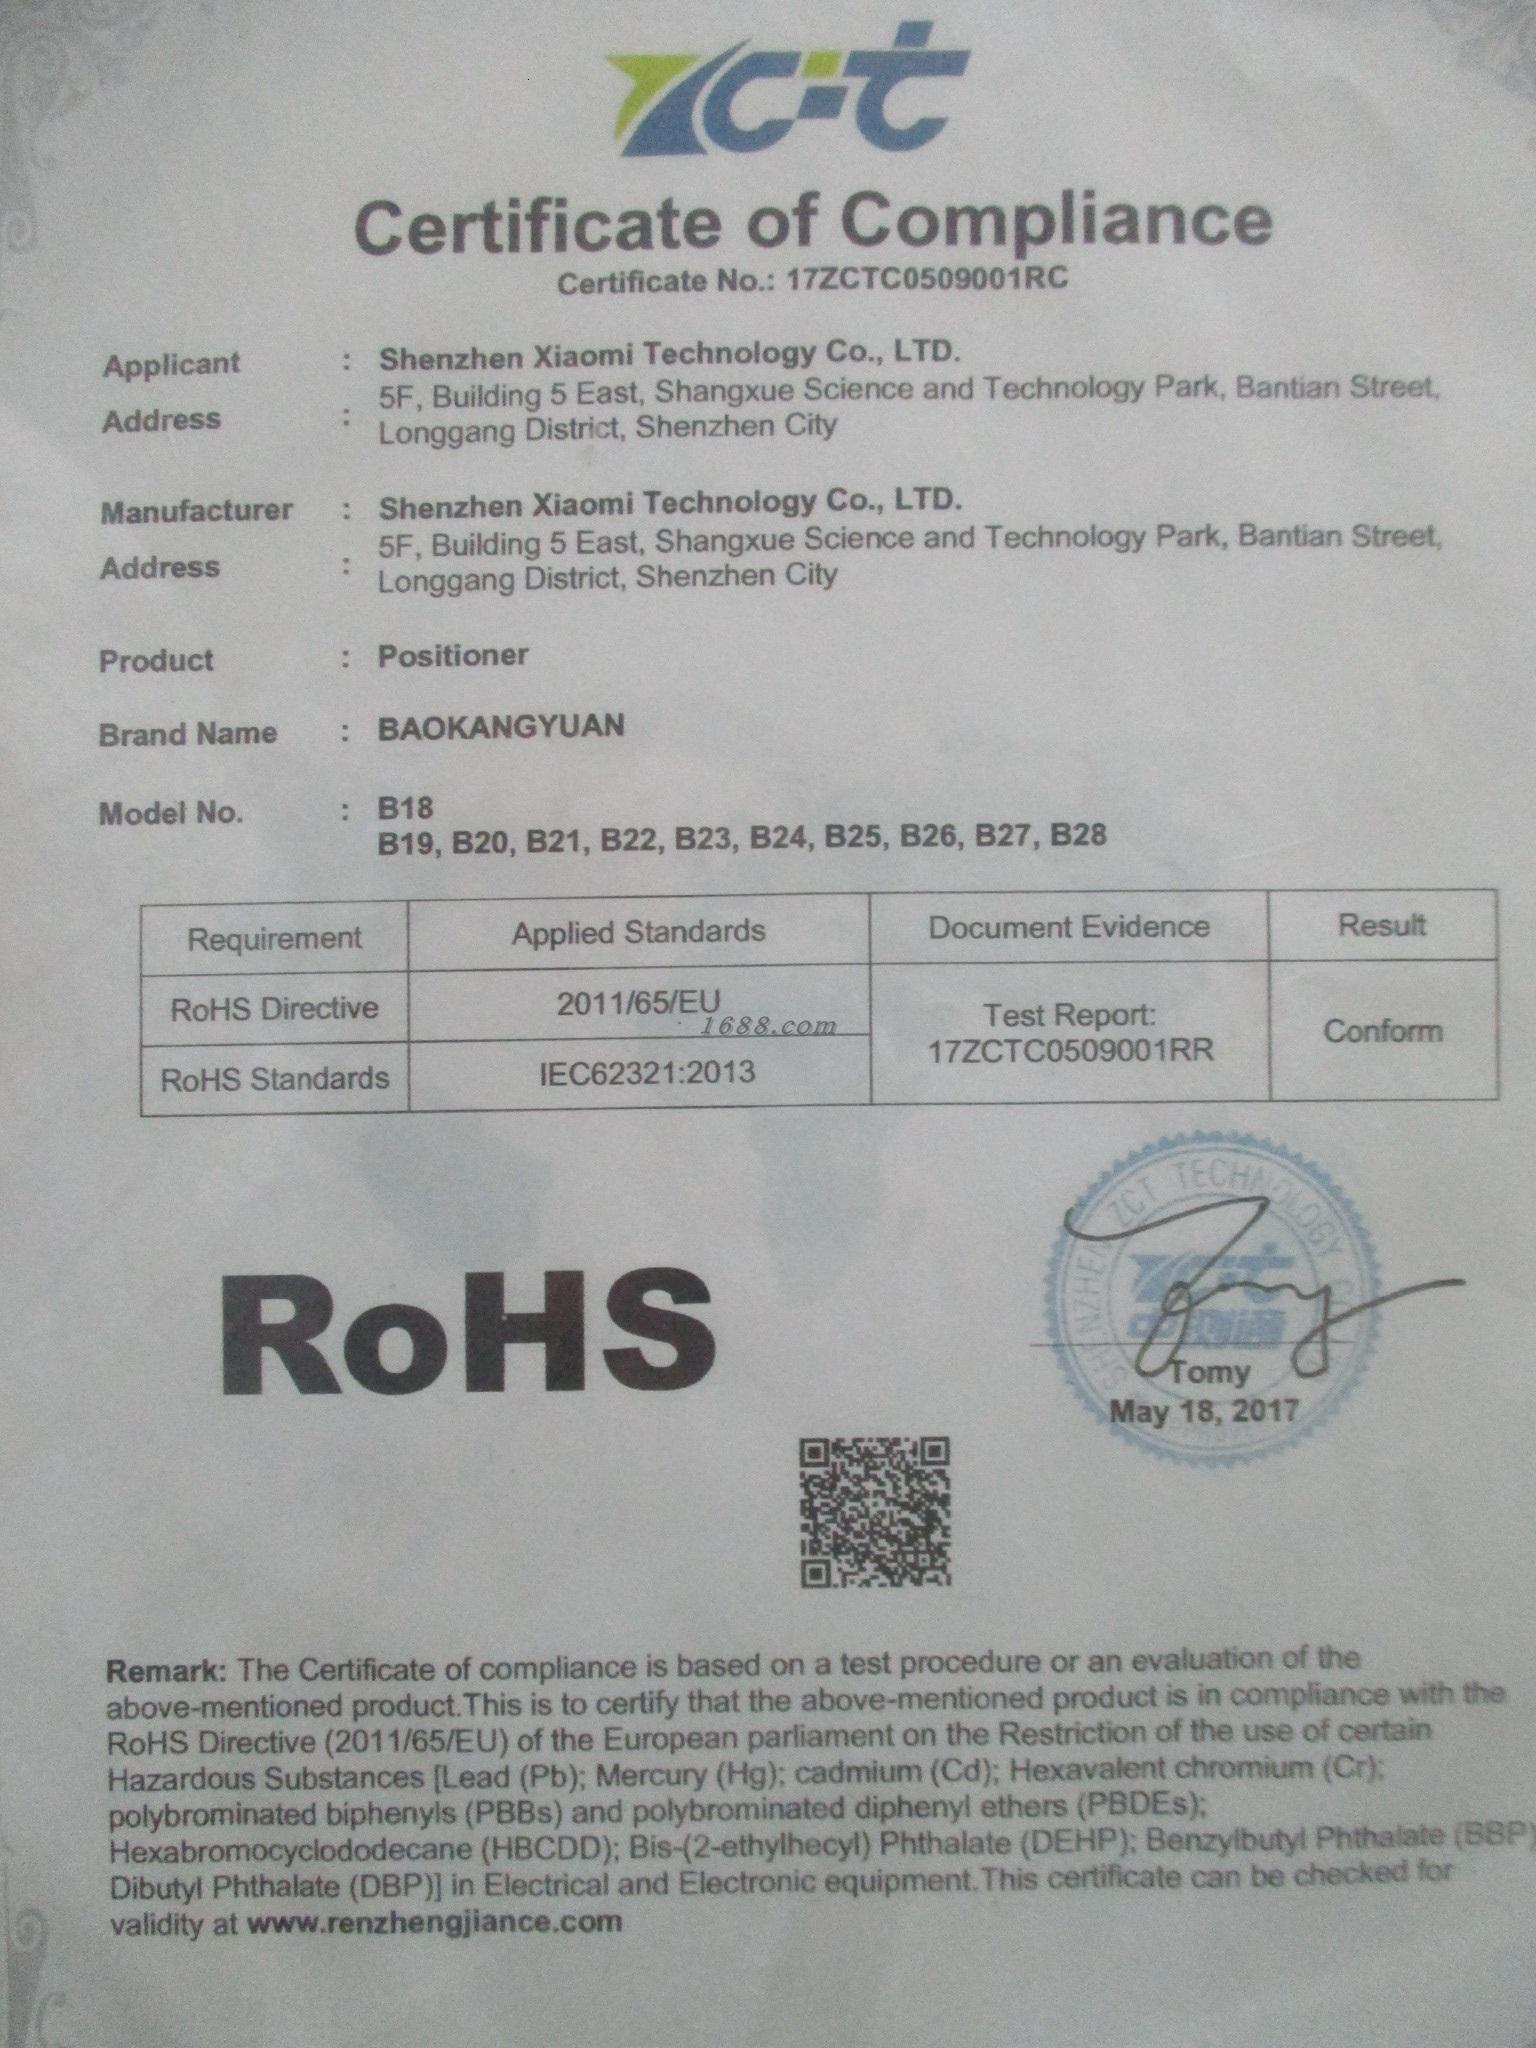 ZCT
Certificate of Compliance
Certificate No.: 17ZCTC0509001RC
Applicant : Shenzhen Xiaomi Technology Co., LTD.
Address : 5F, Building 5 East, Shangxue Science and Technology Park, Bantian Street,
Longgang District, Shenzhen City
Manufacturer : Shenzhen Xiaomi Technology Co., LTD.
Address : 5F, Building 5 East, Shangxue Science and Technology Park, Bantian Street,
Longgang District, Shenzhen City
Product : Positioner
Brand Name : BAOKANGYUAN
Model No. : B18
B19, B20, B21, B22, B23, B24, B25, B26, B27, B28
Requirement Applied Standards Document Evidence Result
RoHS Directive 2011/65/EU
1688.com
Test Report:
17ZCTC0509001RR
Conform
RoHS Standards IEC62321:2013
SHENZHEN ZCT TECHNOLOGY
RoHS
Tomy
May 18, 2017
Remark: The Certificate of compliance is based on a test procedure or an evaluation of the
above-mentioned product.This is to certify that the above-mentioned product is in compliance with the
RoHS Directive (2011/65/EU) of the European parliament on the Restriction of the use of certain
Hazardous Substances [Lead (Pb); Mercury (Hg); cadmium (Cd); Hexavalent chromium (Cr);
polybrominated biphenyls (PBBs) and polybrominated diphenyl ethers (PBDEs);
Hexabromocyclododecane (HBCDD); Bis-(2-ethylhecyl) Phthalate (DEHP); Benzylbutyl Phthalate (BBP)
Dibutyl Phthalate (DBP)] in Electrical and Electronic equipment.This certificate can be checked for
validity at www.renzhengjiance.com